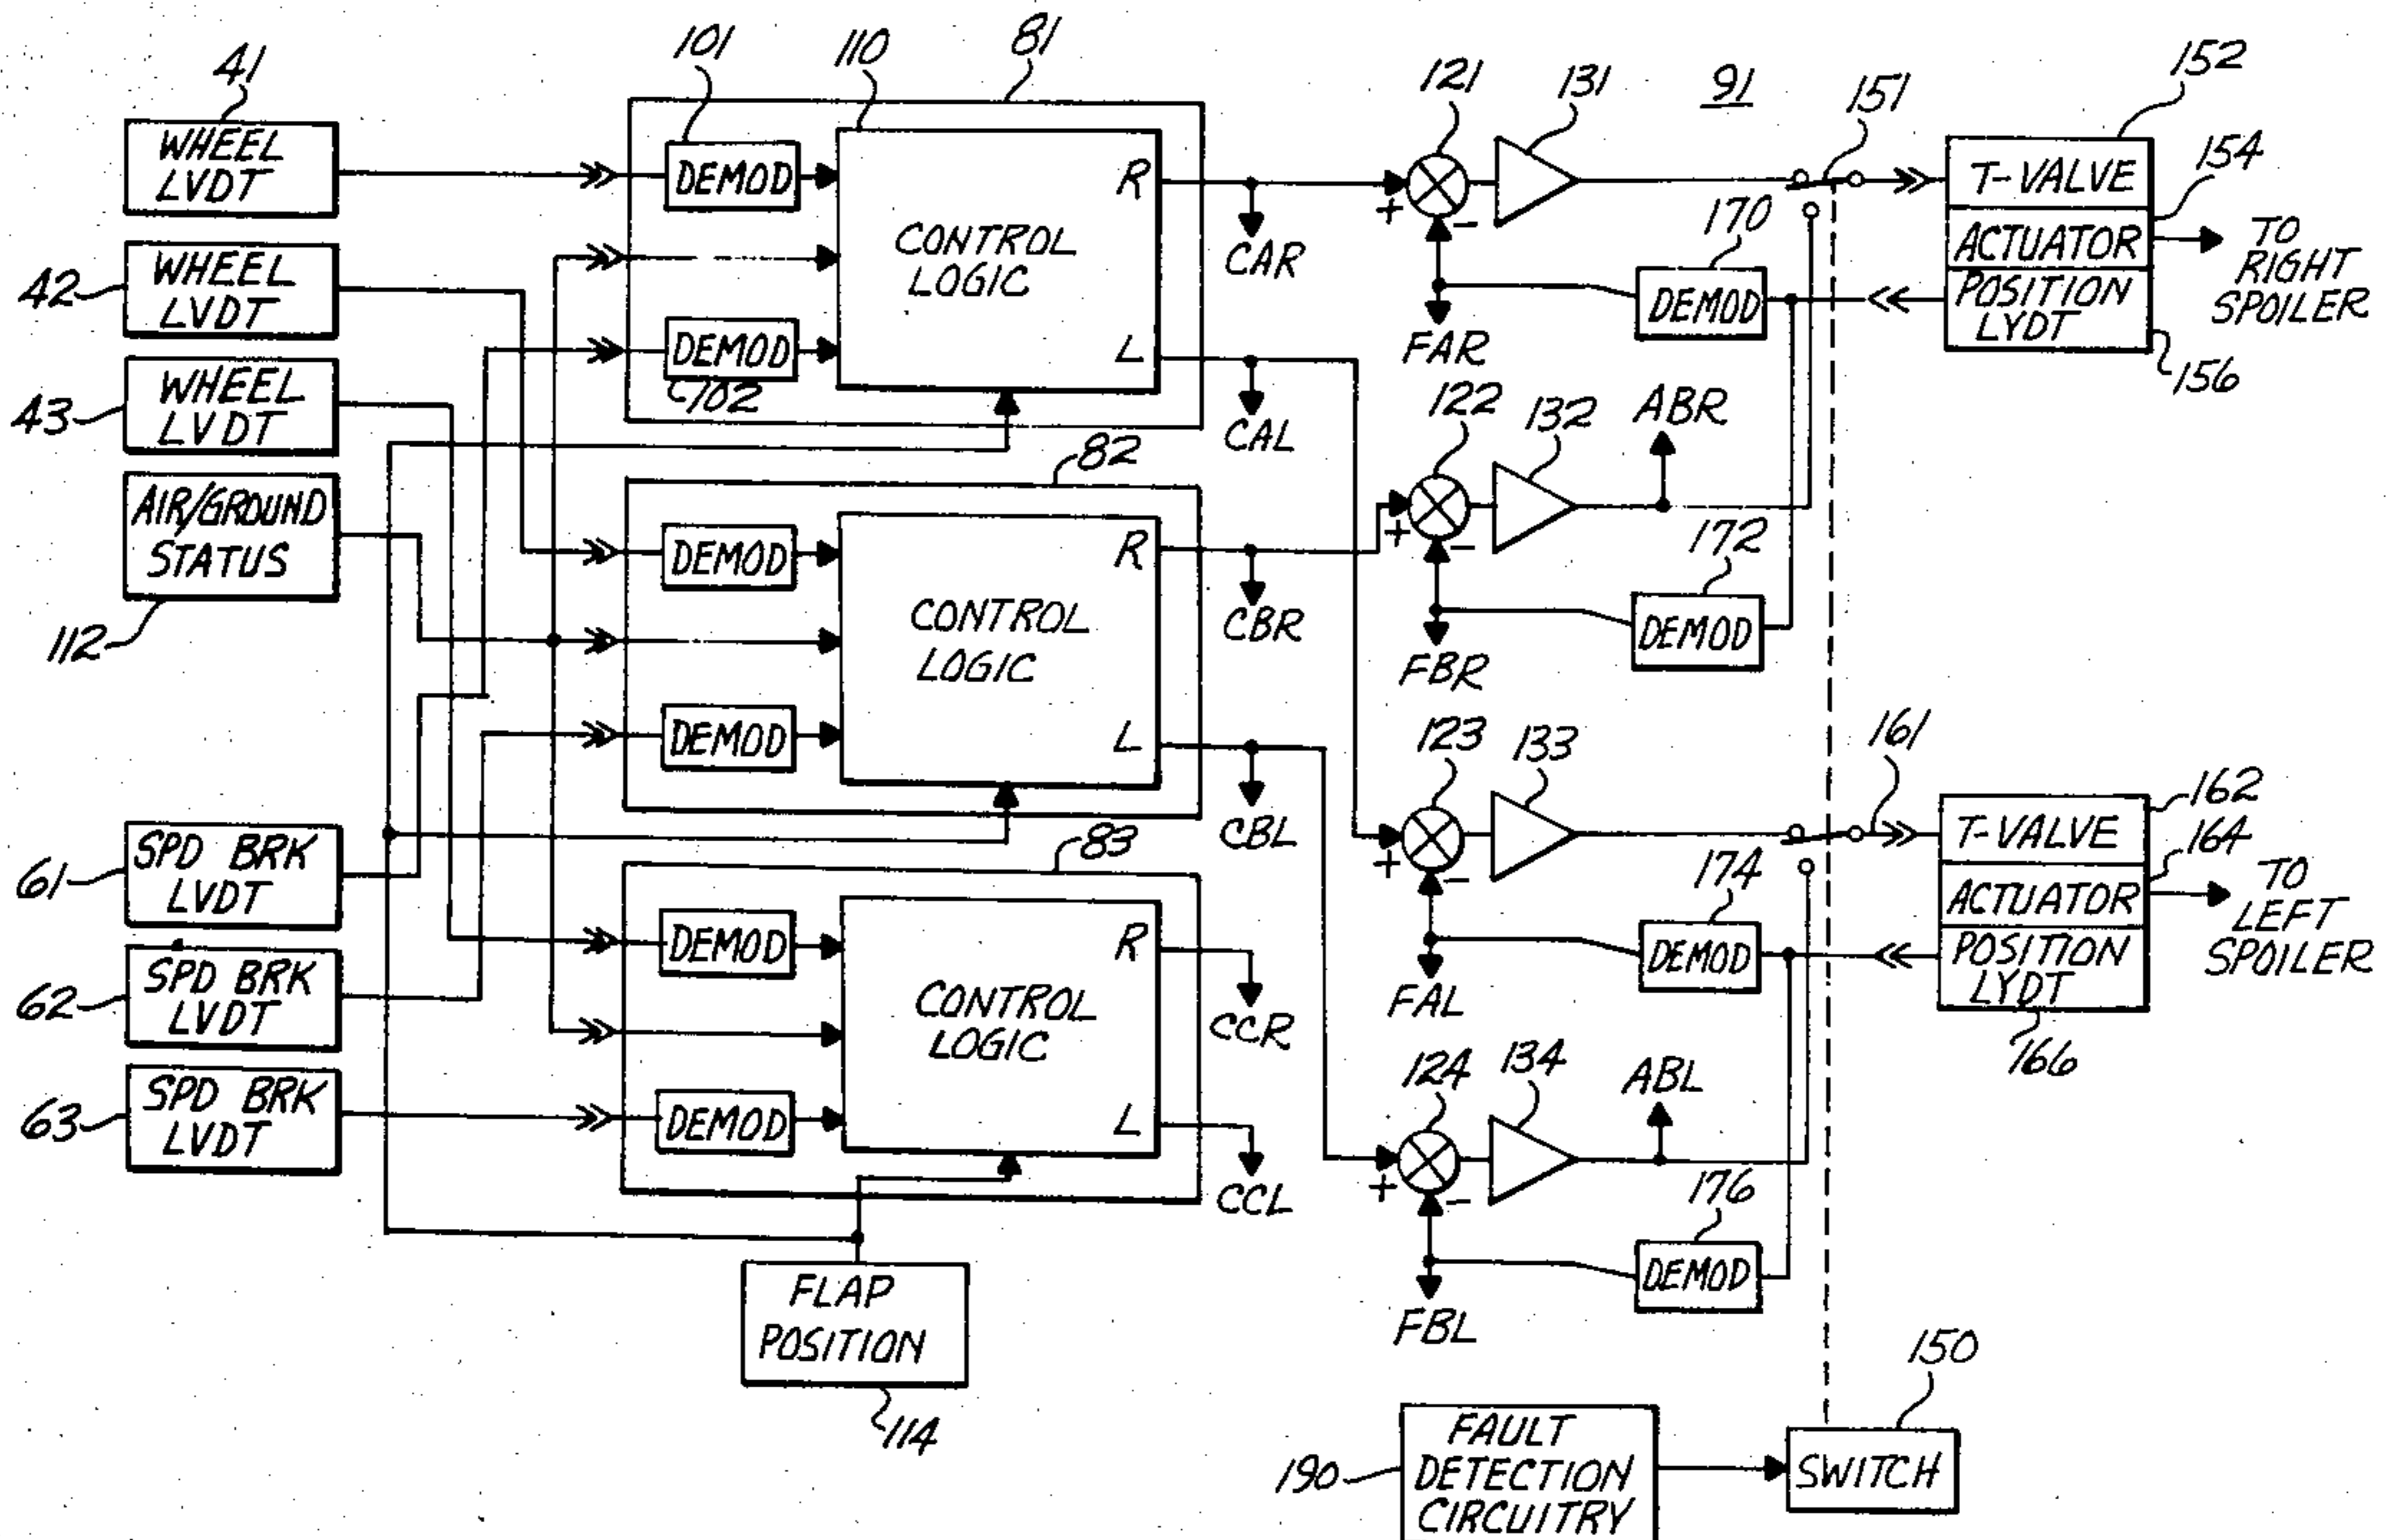 41
WHEEL
LVDT
42
WHEEL
LVDT
43
WHEEL
LVDT
AIR/GROUND
STATUS
112
61
SPD BRK
LVDT
62
SPD BRK
LVDT
63
SPD BRK
LVDT
101
110
81
DEMOD
DEMOD
102
CONTROL
LOGIC
R
L
82
DEMOD
DEMOD
CONTROL
LOGIC
R
L
83
DEMOD
DEMOD
CONTROL
LOGIC
R
L
FLAP
POSITION
114
CAR
CAL
CBR
CBL
CCR
CCL
121
131
91
151
+
-
FAR
170
DEMOD
122
132
ABR
+
-
FBR
172
DEMOD
152
T-VALVE
154
ACTUATOR
POSITION
LYDT
156
TO
RIGHT
SPOILER
123
133
161
+
-
FAL
174
DEMOD
124
134
ABL
+
-
FBL
176
DEMOD
162
T-VALVE
164
ACTUATOR
POSITION
LYDT
166
TO
LEFT
SPOILER
190
FAULT
DETECTION
CIRCUITRY
150
SWITCH